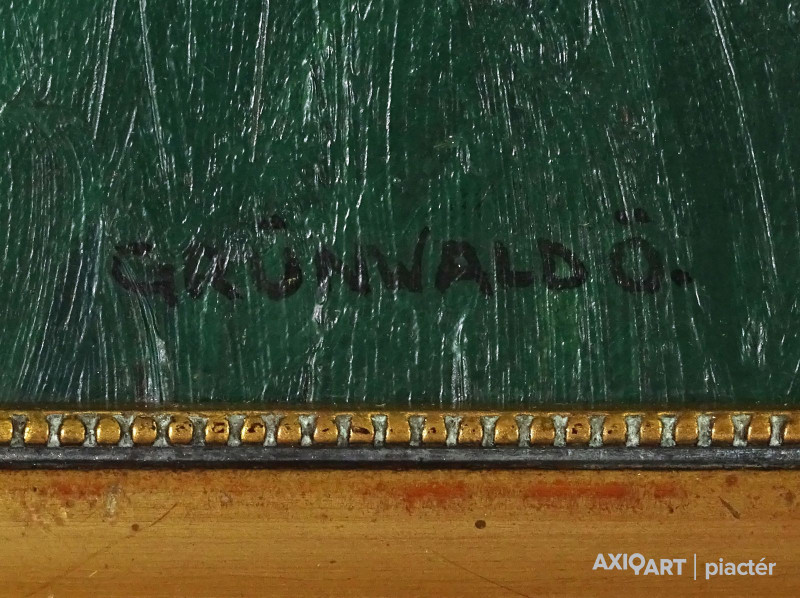 GRÜNWALD Ö.
AXIOART | piactér